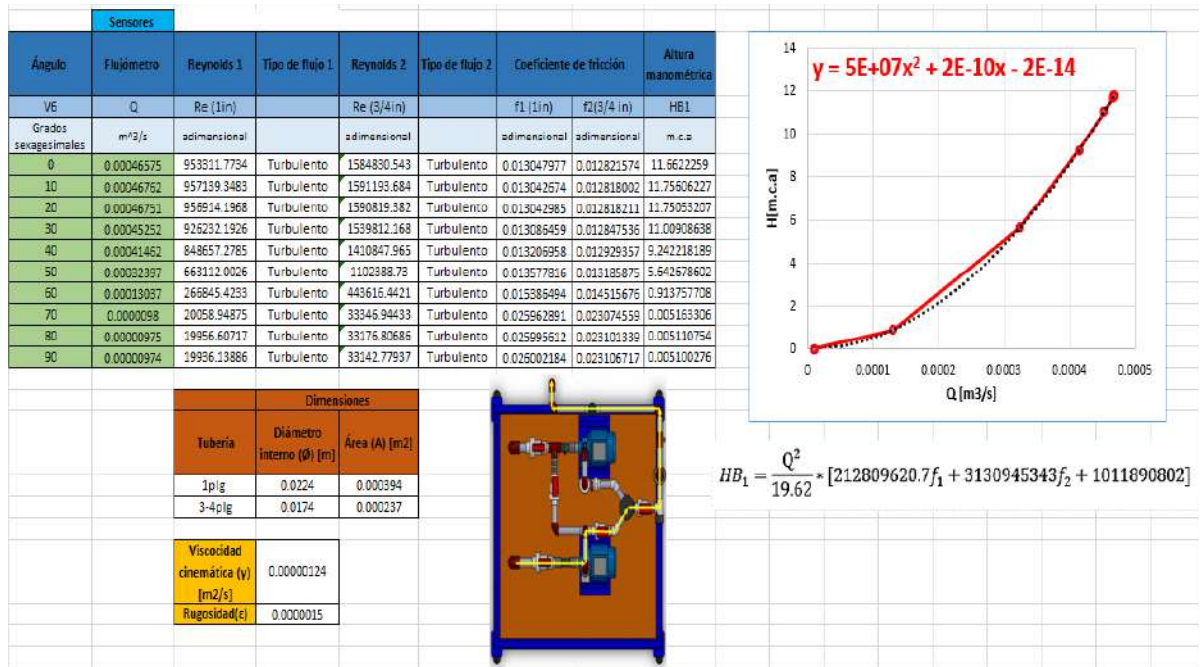 Sensores
Ángulo Flujómetro Reynolds 1 Tipo de flujo 1 Reynolds 2 Tipo de flujo 2 Coeficiente de fricción Altura manométrica
V6 Q Re (1in) Re (3/4in) f1 (1in) f2(3/4 in) HB1
Grados sexagesimales m^3/s adimensional adimensional adimensional adimensional m.c.a
0 0.00046575 953311.7734 Turbulento 1584830.543 Turbulento 0.013047977 0.012821574 11.6622259
10 0.00046762 957139.3483 Turbulento 1591193.684 Turbulento 0.013042674 0.012818002 11.75606227
20 0.00046751 956914.1968 Turbulento 1590819.382 Turbulento 0.013042985 0.012818211 11.75053207
30 0.00045252 926232.1926 Turbulento 1539812.168 Turbulento 0.013086459 0.012847536 11.00908638
40 0.00041462 848657.2785 Turbulento 1410847.965 Turbulento 0.013206958 0.012929357 9.242218189
50 0.00032397 663112.0026 Turbulento 1102388.73 Turbulento 0.013577816 0.013185875 5.642678602
60 0.00013037 266845.4233 Turbulento 443616.4421 Turbulento 0.015386494 0.014515676 0.913757708
70 0.0000098 20058.94875 Turbulento 33346.94433 Turbulento 0.025962891 0.023074559 0.005163306
80 0.00000975 19956.60717 Turbulento 33176.80686 Turbulento 0.025995612 0.023101339 0.005110754
90 0.00000974 19936.13886 Turbulento 33142.77937 Turbulento 0.026002184 0.023106717 0.005100276
y = 5E+07x² + 2E-10x - 2E-14
H[m.c.a]
14
12
10
8
6
4
2
0
0 0.0001 0.0002 0.0003 0.0004 0.0005
Q [m3/s]
Dimensiones
Tubería Diámetro interno (Ø) [m] Área (A) [m2]
1plg 0.0224 0.000394
3-4plg 0.0174 0.000237
HB₁ = Q²/19.62 * [212809620.7f₁ + 3130945343f₂ + 1011890802]
Viscocidad
cinemática (γ) 0.00000124
[m2/s]
Rugosidad(ε) 0.0000015